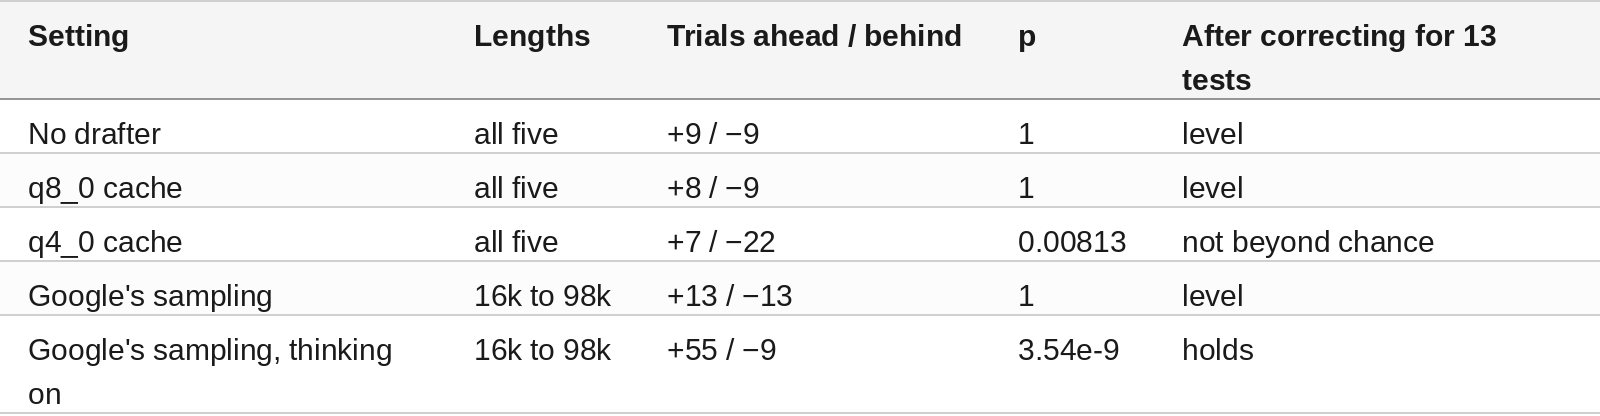 Setting Lengths Trials ahead / behind p After correcting for 13
tests
No drafter all five +9 / −9 1 level
q8_0 cache all five +8 / −9 1 level
q4_0 cache all five +7 / −22 0.00813 not beyond chance
Google's sampling 16k to 98k +13 / −13 1 level
Google's sampling, thinking 16k to 98k +55 / −9 3.54e-9 holds
on